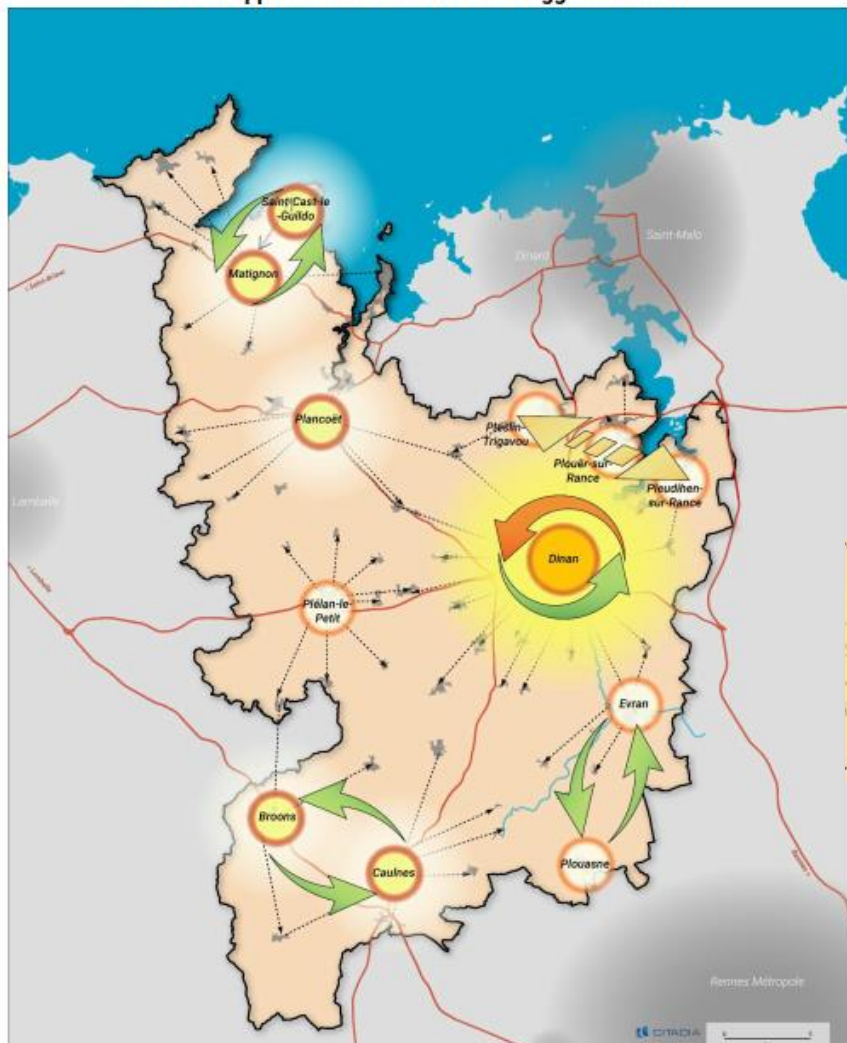 Saint Cast-le
-Guildo
Matignon
Dinard
Saint-Malo
Plancoët
Pleslin-
Trigavou
Plouër-sur-
Rance
Pleudihen-
sur-Rance
Lamballe
Dinan
Plélan-le-
Petit
Evran
Broons
Caulnes
Plouasne
Rennes Métropole
CITADIA